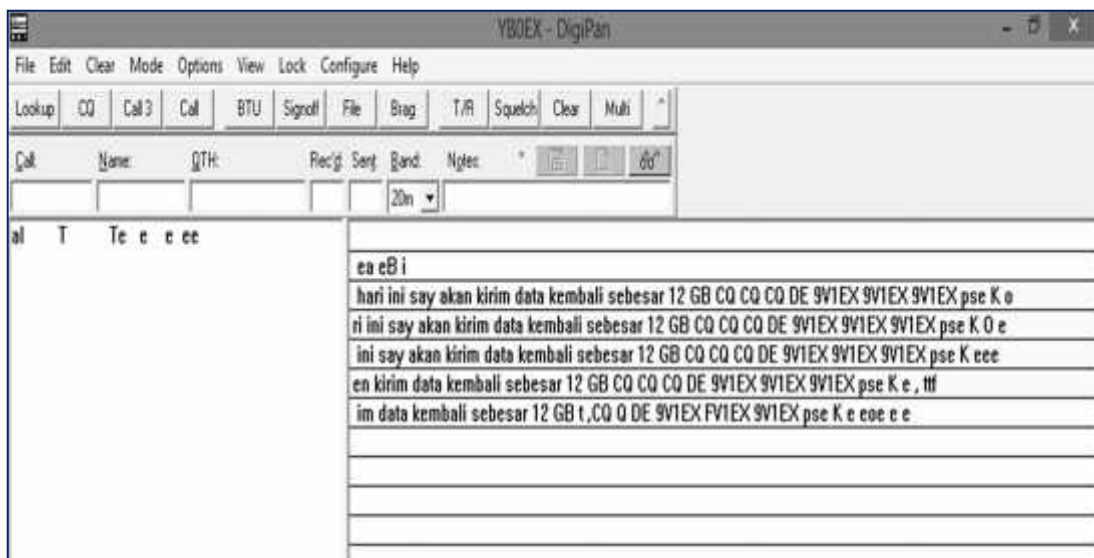 YB0EX - DigiPan
File Edit Clear Mode Options View Lock Configure Help
Lookup CQ Call 3 Call BTU Signoff File Brag T/R Squelch Clear Multi
Call: Name: QTH: Rec'd: Sent: Band: Notes:
20m
al T Te e e ee
ea eB i
hari ini say akan kirim data kembali sebesar 12 GB CQ CQ CQ DE 9V1EX 9V1EX 9V1EX pse K o
ri ini say akan kirim data kembali sebesar 12 GB CQ CQ CQ DE 9V1EX 9V1EX 9V1EX pse K O e
ini say akan kirim data kembali sebesar 12 GB CQ CQ CQ DE 9V1EX 9V1EX 9V1EX pse K eee
en kirim data kembali sebesar 12 GB CQ CQ CQ DE 9V1EX 9V1EX 9V1EX pse K e , ttf
im data kembali sebesar 12 GB t ,CQ Q DE 9V1EX FV1EX 9V1EX pse K e eoe e e